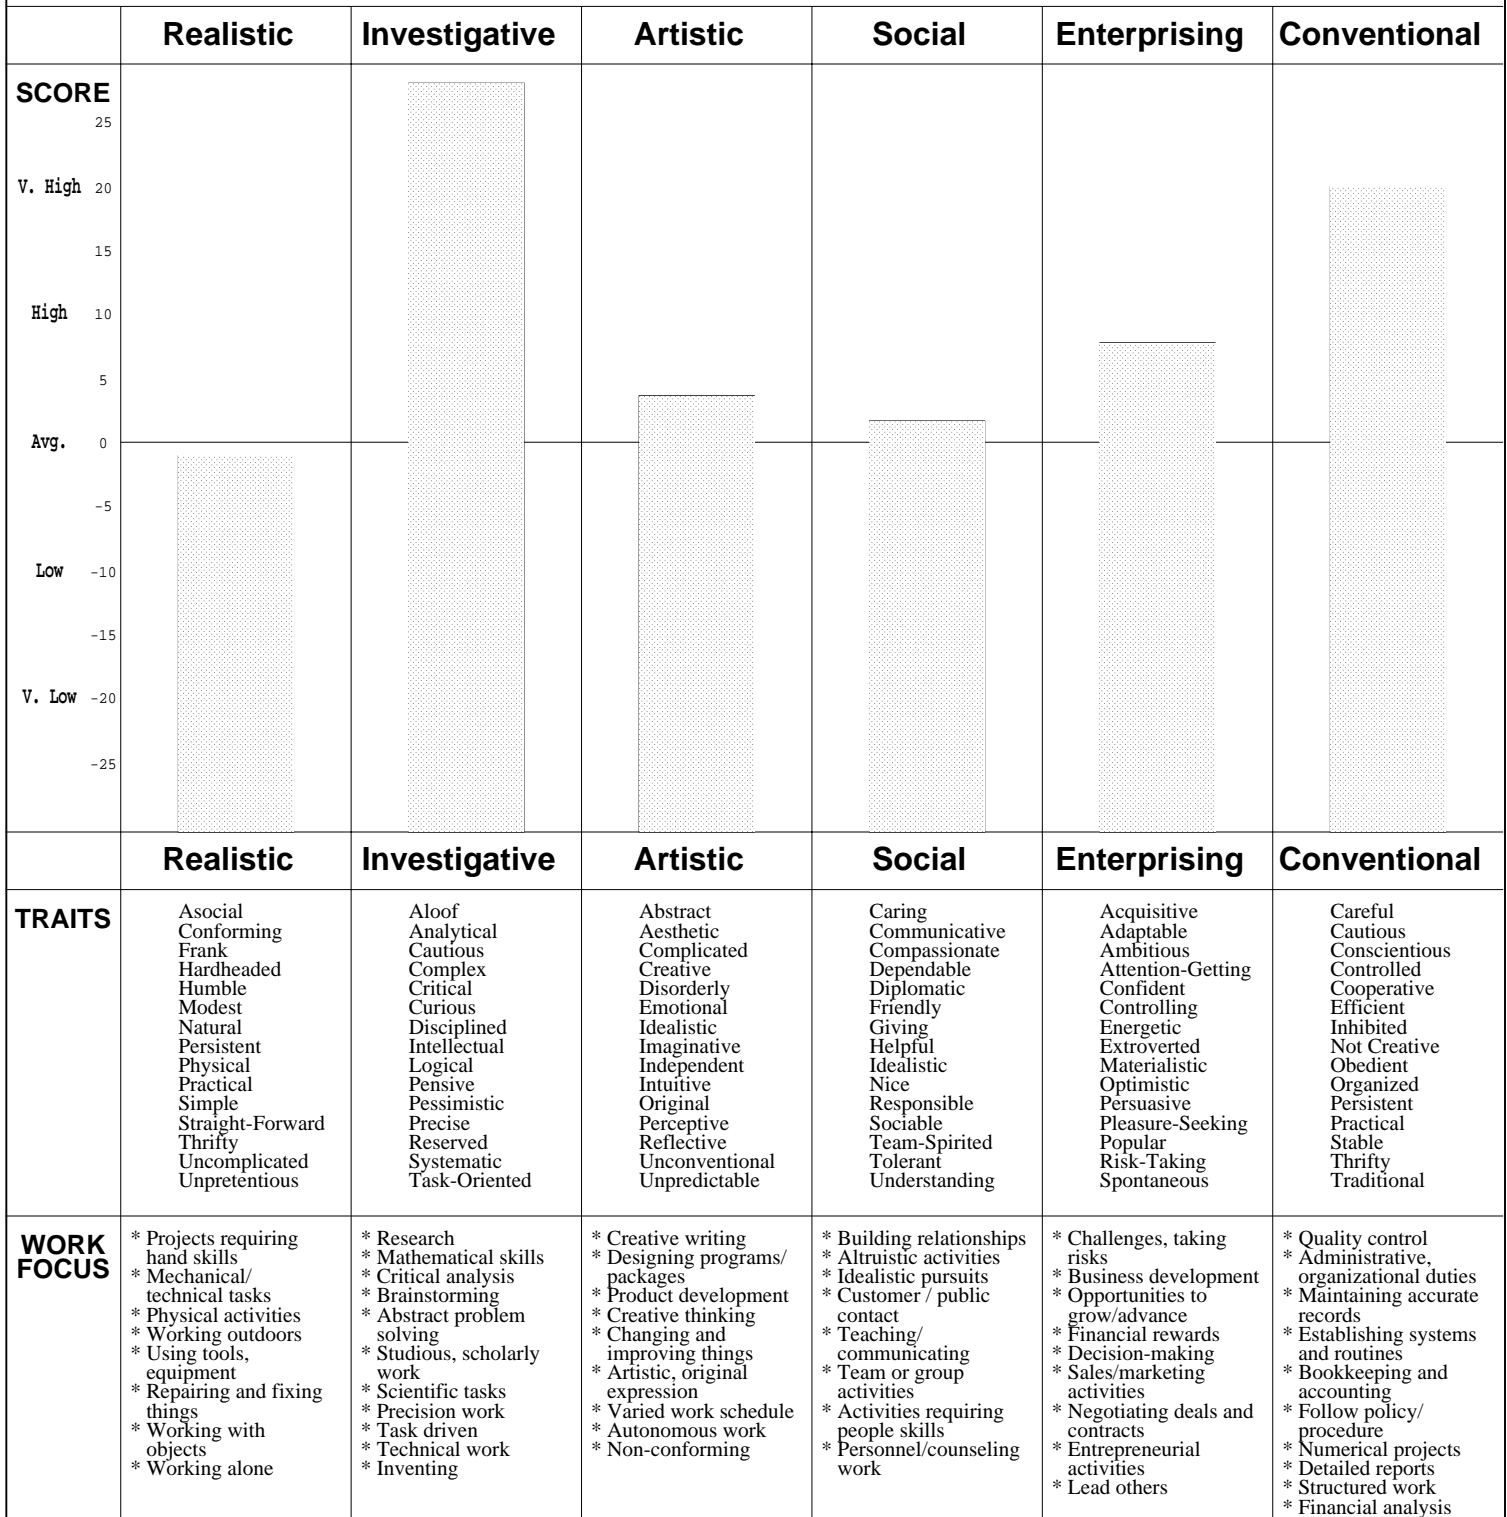 Realistic Investigative Artistic Social Enterprising Conventional
SCORE
25
V. High 20
15
High 10
5
Avg. 0
-5
Low -10
-15
V. Low -20
-25
Realistic Investigative Artistic Social Enterprising Conventional
TRAITS
Asocial
Conforming
Frank
Hardheaded
Humble
Modest
Natural
Persistent
Physical
Practical
Simple
Straight-Forward
Thrifty
Uncomplicated
Unpretentious
Aloof
Analytical
Cautious
Complex
Critical
Curious
Disciplined
Intellectual
Logical
Pensive
Pessimistic
Precise
Reserved
Systematic
Task-Oriented
Abstract
Aesthetic
Complicated
Creative
Disorderly
Emotional
Idealistic
Imaginative
Independent
Intuitive
Original
Perceptive
Reflective
Unconventional
Unpredictable
Caring
Communicative
Compassionate
Dependable
Diplomatic
Friendly
Giving
Helpful
Idealistic
Nice
Responsible
Sociable
Team-Spirited
Tolerant
Understanding
Acquisitive
Adaptable
Ambitious
Attention-Getting
Confident
Controlling
Energetic
Extroverted
Materialistic
Optimistic
Persuasive
Pleasure-Seeking
Popular
Risk-Taking
Spontaneous
Careful
Cautious
Conscientious
Controlled
Cooperative
Efficient
Inhibited
Not Creative
Obedient
Organized
Persistent
Practical
Stable
Thrifty
Traditional
WORK
FOCUS
* Projects requiring
hand skills
* Mechanical/
technical tasks
* Physical activities
* Working outdoors
* Using tools,
equipment
* Repairing and fixing
things
* Working with
objects
* Working alone
* Research
* Mathematical skills
* Critical analysis
* Brainstorming
* Abstract problem
solving
* Studious, scholarly
work
* Scientific tasks
* Precision work
* Task driven
* Technical work
* Inventing
* Creative writing
* Designing programs/
packages
* Product development
* Creative thinking
* Changing and
improving things
* Artistic, original
expression
* Varied work schedule
* Autonomous work
* Non-conforming
* Building relationships
* Altruistic activities
* Idealistic pursuits
* Customer / public
contact
* Teaching/
communicating
* Team or group
activities
* Activities requiring
people skills
* Personnel/counseling
work
* Challenges, taking
risks
* Business development
* Opportunities to
grow/advance
* Financial rewards
* Decision-making
* Sales/marketing
activities
* Negotiating deals and
contracts
* Entrepreneurial
activities
* Lead others
* Quality control
* Administrative,
organizational duties
* Maintaining accurate
records
* Establishing systems
and routines
* Bookkeeping and
accounting
* Follow policy/
procedure
* Numerical projects
* Detailed reports
* Structured work
* Financial analysis